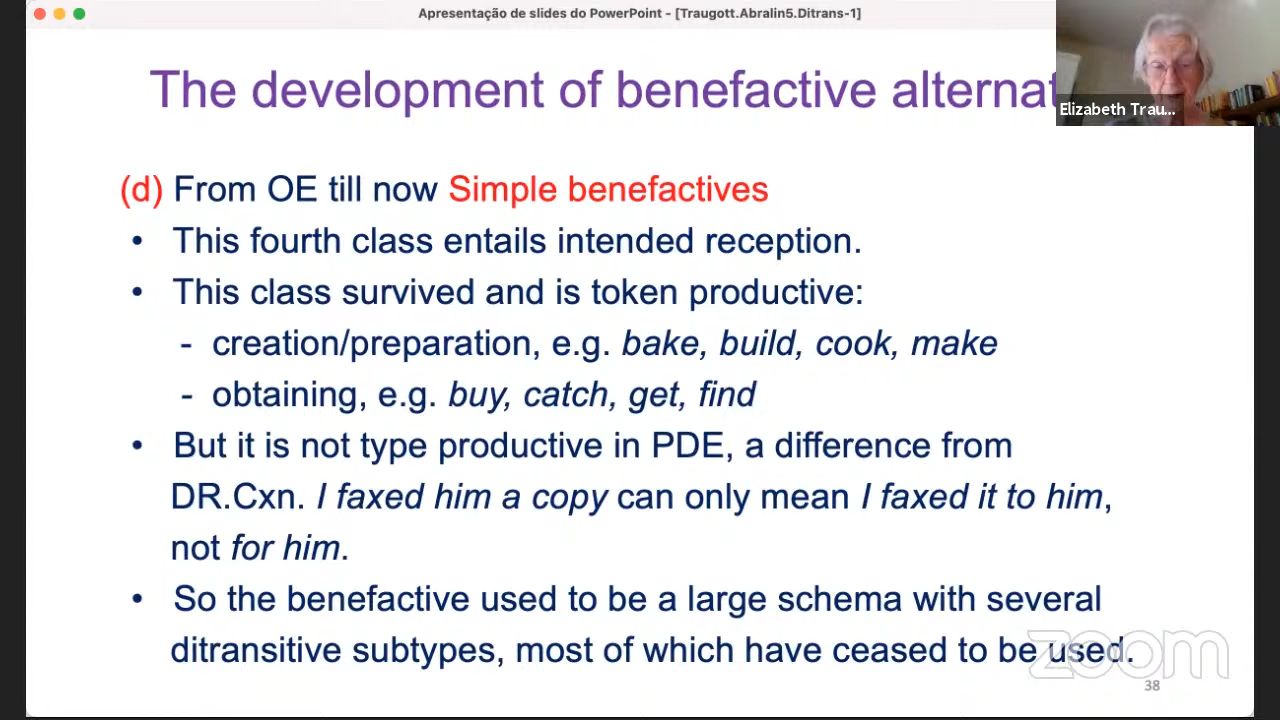 Apresentação de slides do PowerPoint - [Traugott.Abralin5.Ditrans-1]
The development of benefactive alternat
Elizabeth Trau...
(d) From OE till now Simple benefactives
• This fourth class entails intended reception.
• This class survived and is token productive:
- creation/preparation, e.g. bake, build, cook, make
- obtaining, e.g. buy, catch, get, find
• But it is not type productive in PDE, a difference from
DR.Cxn. I faxed him a copy can only mean I faxed it to him,
not for him.
• So the benefactive used to be a large schema with several
ditransitive subtypes, most of which have ceased to be used.
zoom
38